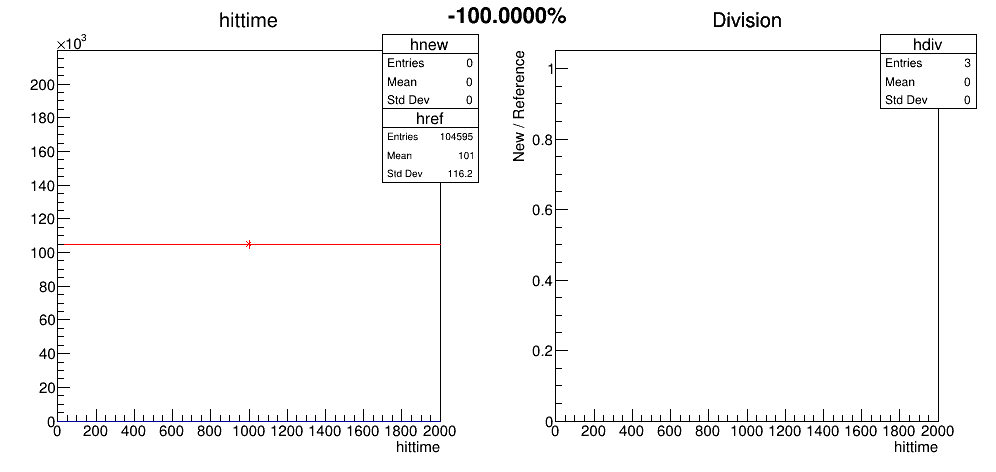 -100.0000%
hittime
×10³
hnew
Entries 0
Mean 0
Std Dev 0
href
Entries 104595
Mean 101
Std Dev 116.2
200
180
160
140
120
100
80
60
40
20
0
0 200 400 600 800 1000 1200 1400 1600 1800 2000
hittime
Division
hdiv
Entries 3
Mean 0
Std Dev 0
New / Reference
1
0.8
0.6
0.4
0.2
0
0 200 400 600 800 1000 1200 1400 1600 1800 2000
hittime